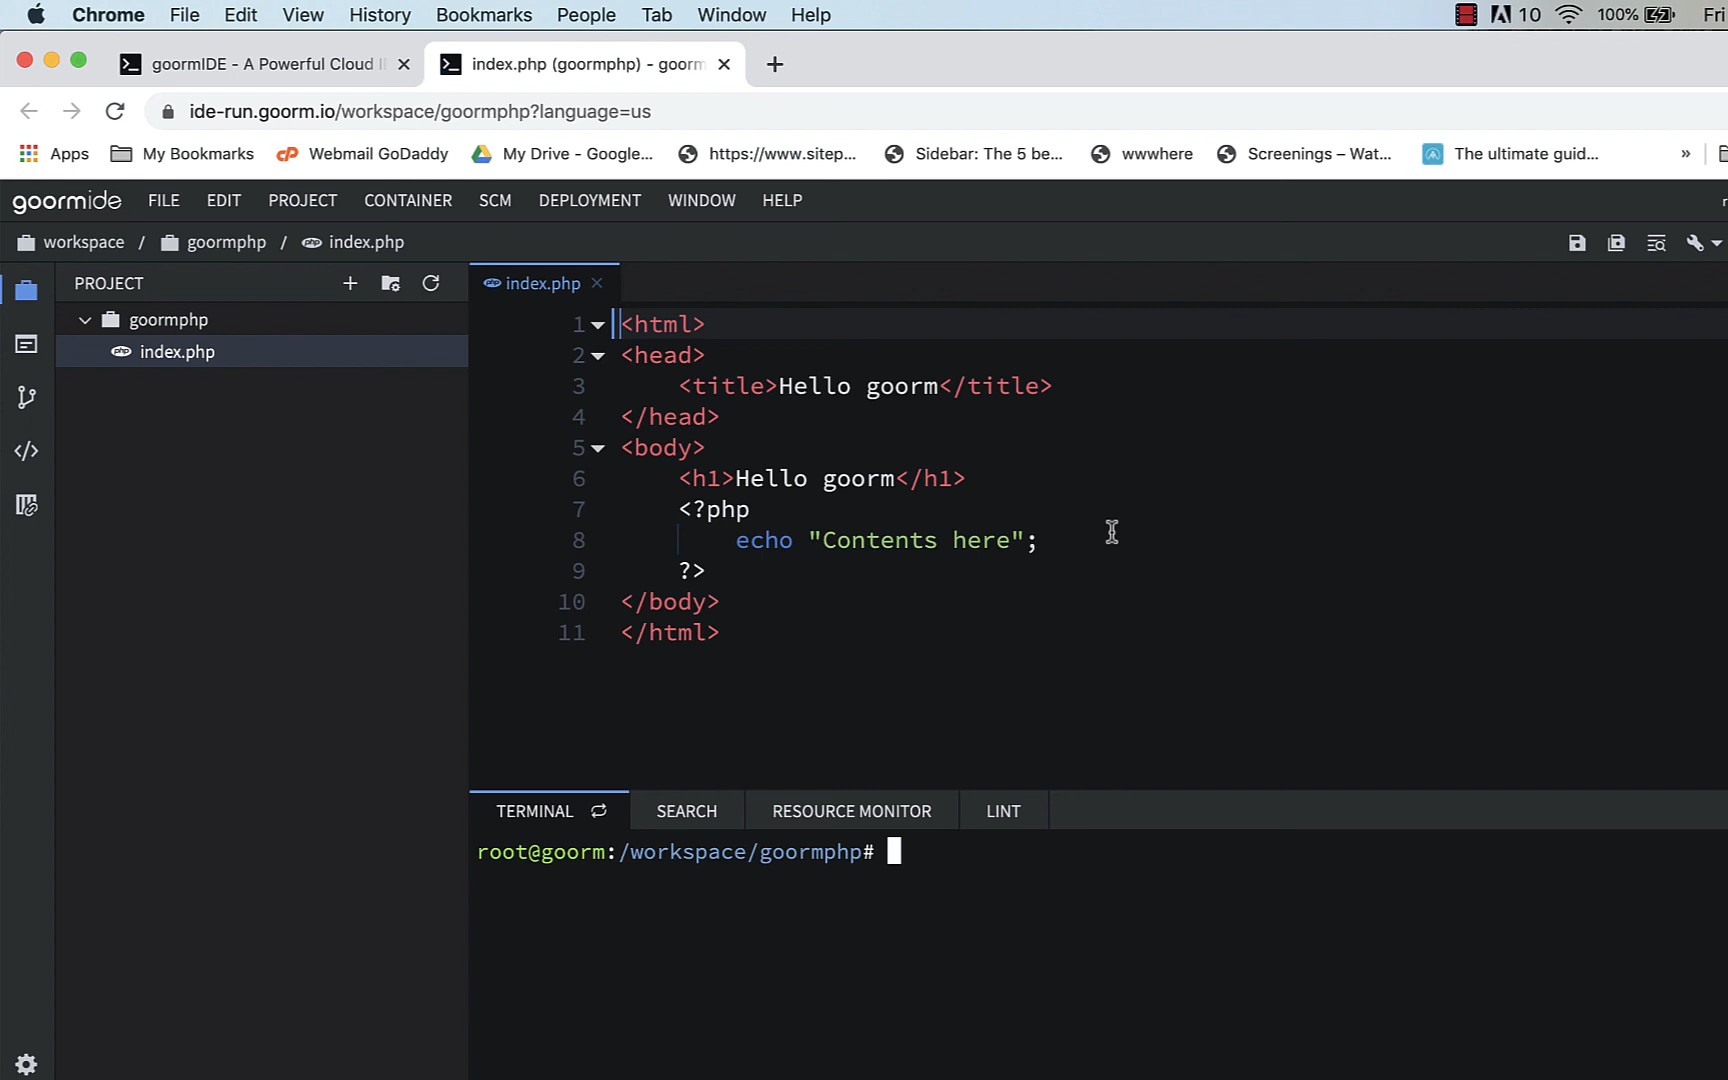 Chrome File Edit View History Bookmarks People Tab Window Help 10 100% Fri
goormIDE - A Powerful Cloud I
index.php (goormphp) - goorm
ide-run.goorm.io/workspace/goormphp?language=us
Apps My Bookmarks Webmail GoDaddy My Drive - Google... https://www.sitep... Sidebar: The 5 be... wwwhere Screenings – Wat... The ultimate guid... »
goormide FILE EDIT PROJECT CONTAINER SCM DEPLOYMENT WINDOW HELP
workspace / goormphp / index.php
PROJECT
goormphp
index.php
index.php
1 <html>
2 <head>
3 <title>Hello goorm</title>
4 </head>
5 <body>
6 <h1>Hello goorm</h1>
7 <?php
8 echo "Contents here";
9 ?>
10 </body>
11 </html>
TERMINAL SEARCH RESOURCE MONITOR LINT
root@goorm:/workspace/goormphp#